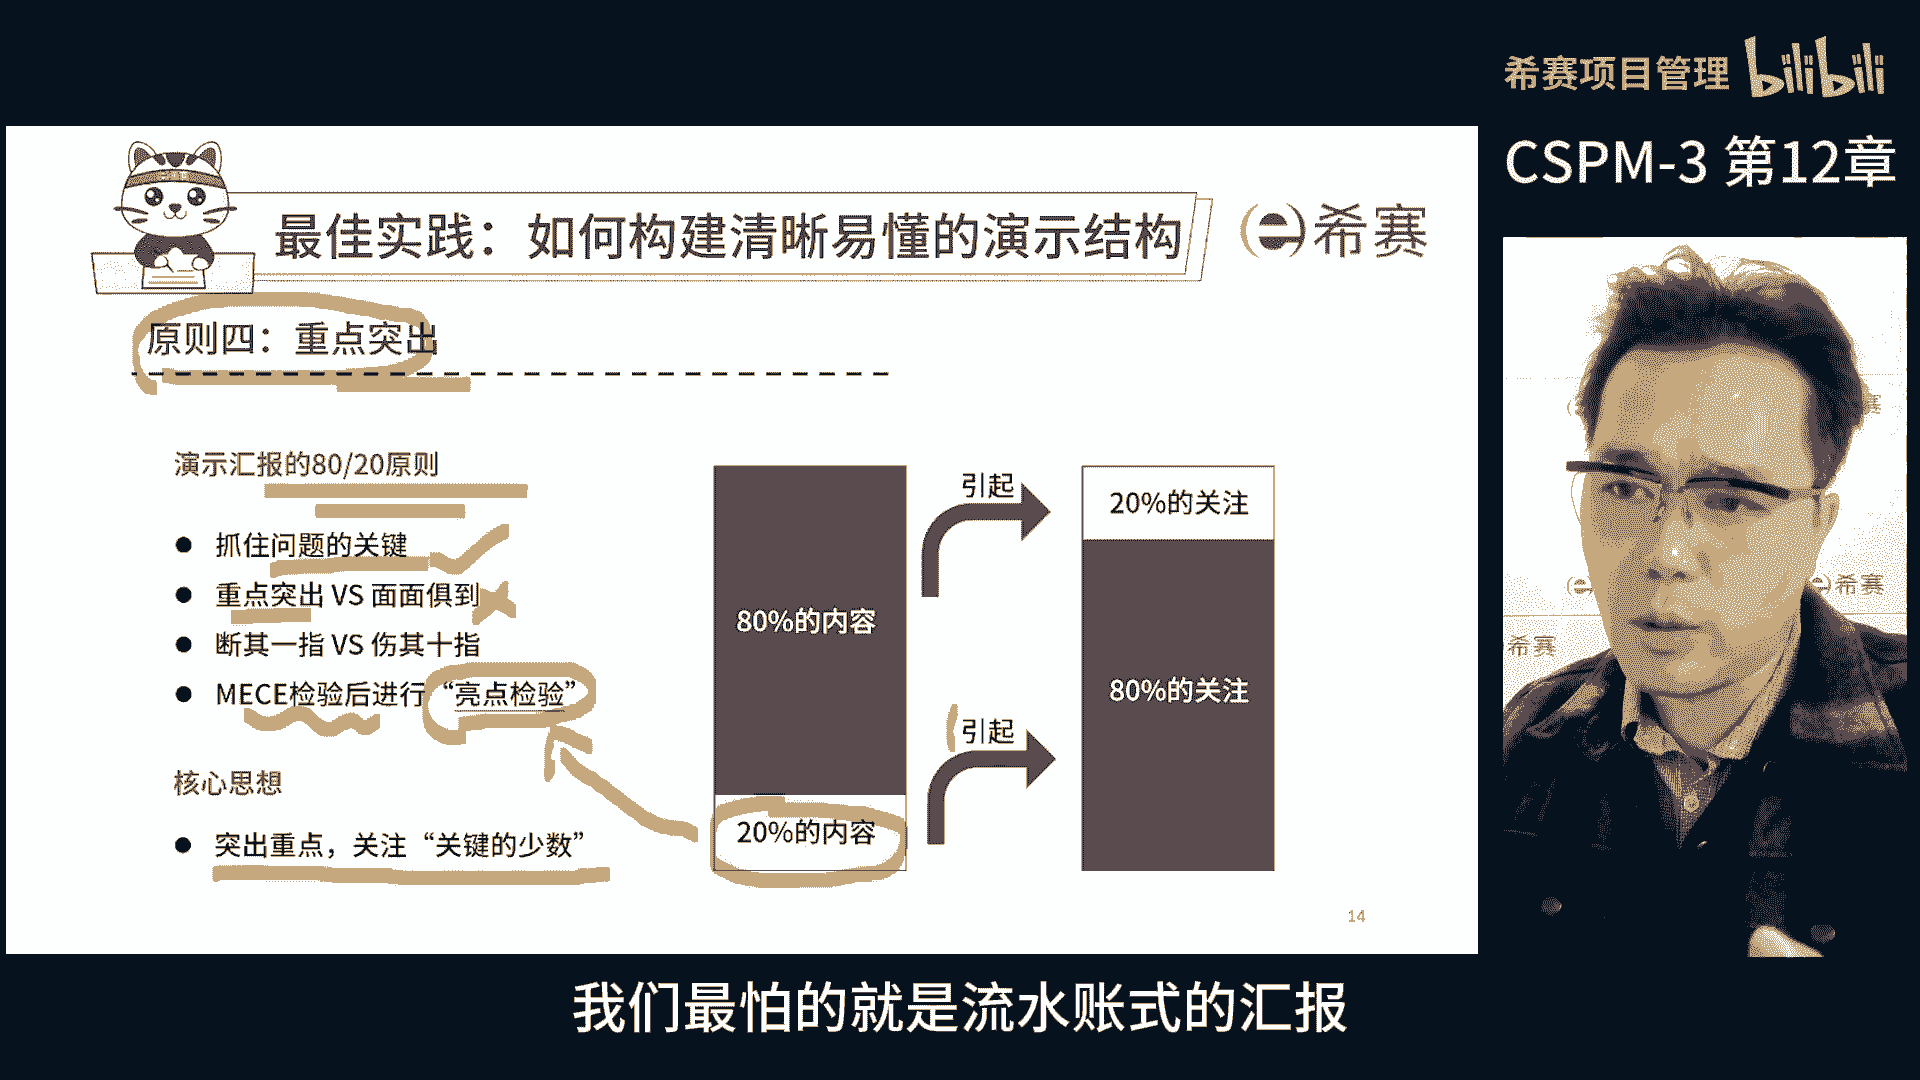 希赛项目管理 bilibili
CSPM-3 第12章
最佳实践：如何构建清晰易懂的演示结构
希赛
原则四：重点突出
演示汇报的80/20原则
抓住问题的关键
重点突出 VS 面面俱到
断其一指 VS 伤其十指
MECE检验后进行“亮点检验”
核心思想
突出重点，关注“关键的少数”
80%的内容
20%的内容
引起
引起
20%的关注
80%的关注
14
赛
希赛
希赛
我们最怕的就是流水账式的汇报